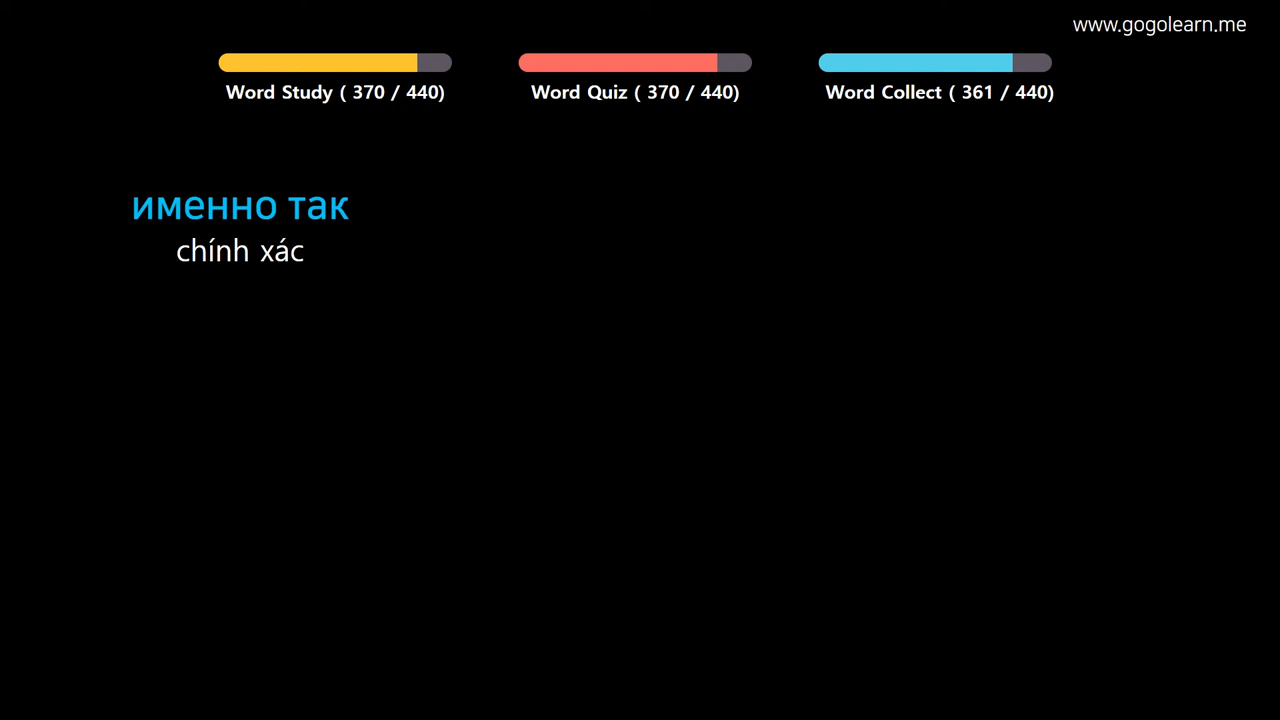 www.gogolearn.me
Word Study ( 370 / 440)
Word Quiz ( 370 / 440)
Word Collect ( 361 / 440)
именно так
chính xác